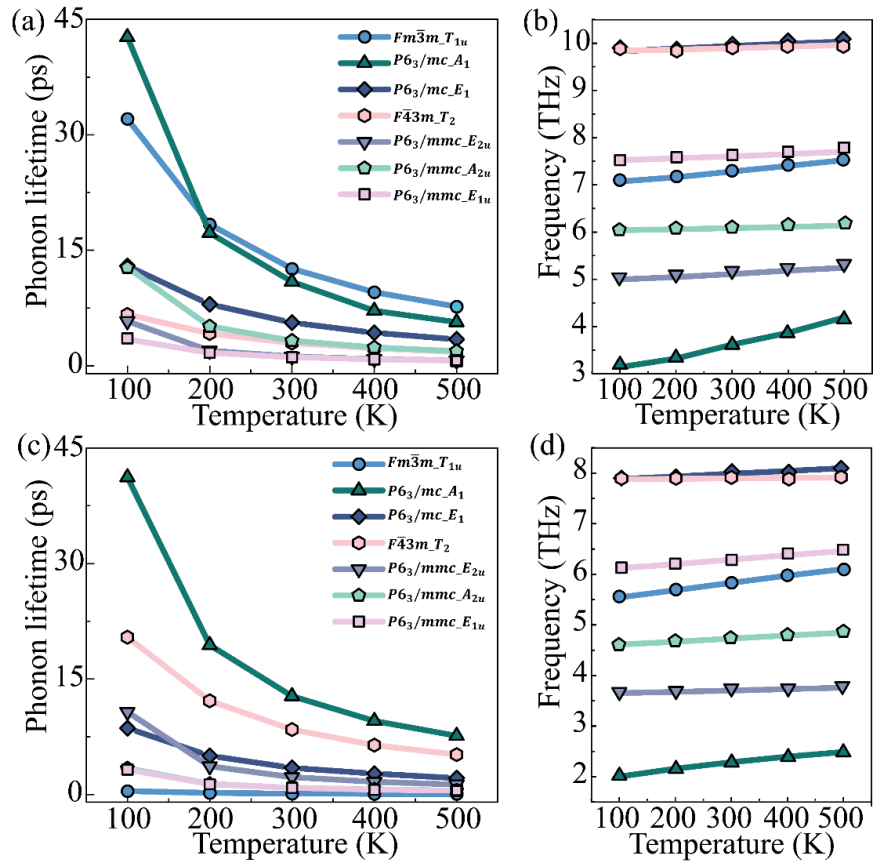 (a)
Phonon lifetime (ps)
45
30
15
0
100 200 300 400 500
Temperature (K)
Fm3̅m_T₁ᵤ
P6₃/mc_A₁
P6₃/mc_E₁
F4̅3m_T₂
P6₃/mmc_E₂ᵤ
P6₃/mmc_A₂ᵤ
P6₃/mmc_E₁ᵤ
(b)
Frequency (THz)
10
9
8
7
6
5
4
3
100 200 300 400 500
Temperature (K)
(c)
Phonon lifetime (ps)
45
30
15
0
100 200 300 400 500
Temperature (K)
Fm3̅m_T₁ᵤ
P6₃/mc_A₁
P6₃/mc_E₁
F4̅3m_T₂
P6₃/mmc_E₂ᵤ
P6₃/mmc_A₂ᵤ
P6₃/mmc_E₁ᵤ
(d)
Frequency (THz)
8
7
6
5
4
3
2
100 200 300 400 500
Temperature (K)